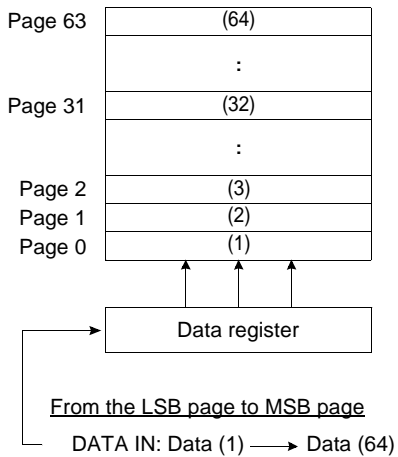 Page 63 (64)
:
Page 31 (32)
:
Page 2 (3)
Page 1 (2)
Page 0 (1)
Data register
From the LSB page to MSB page
DATA IN: Data (1) → Data (64)